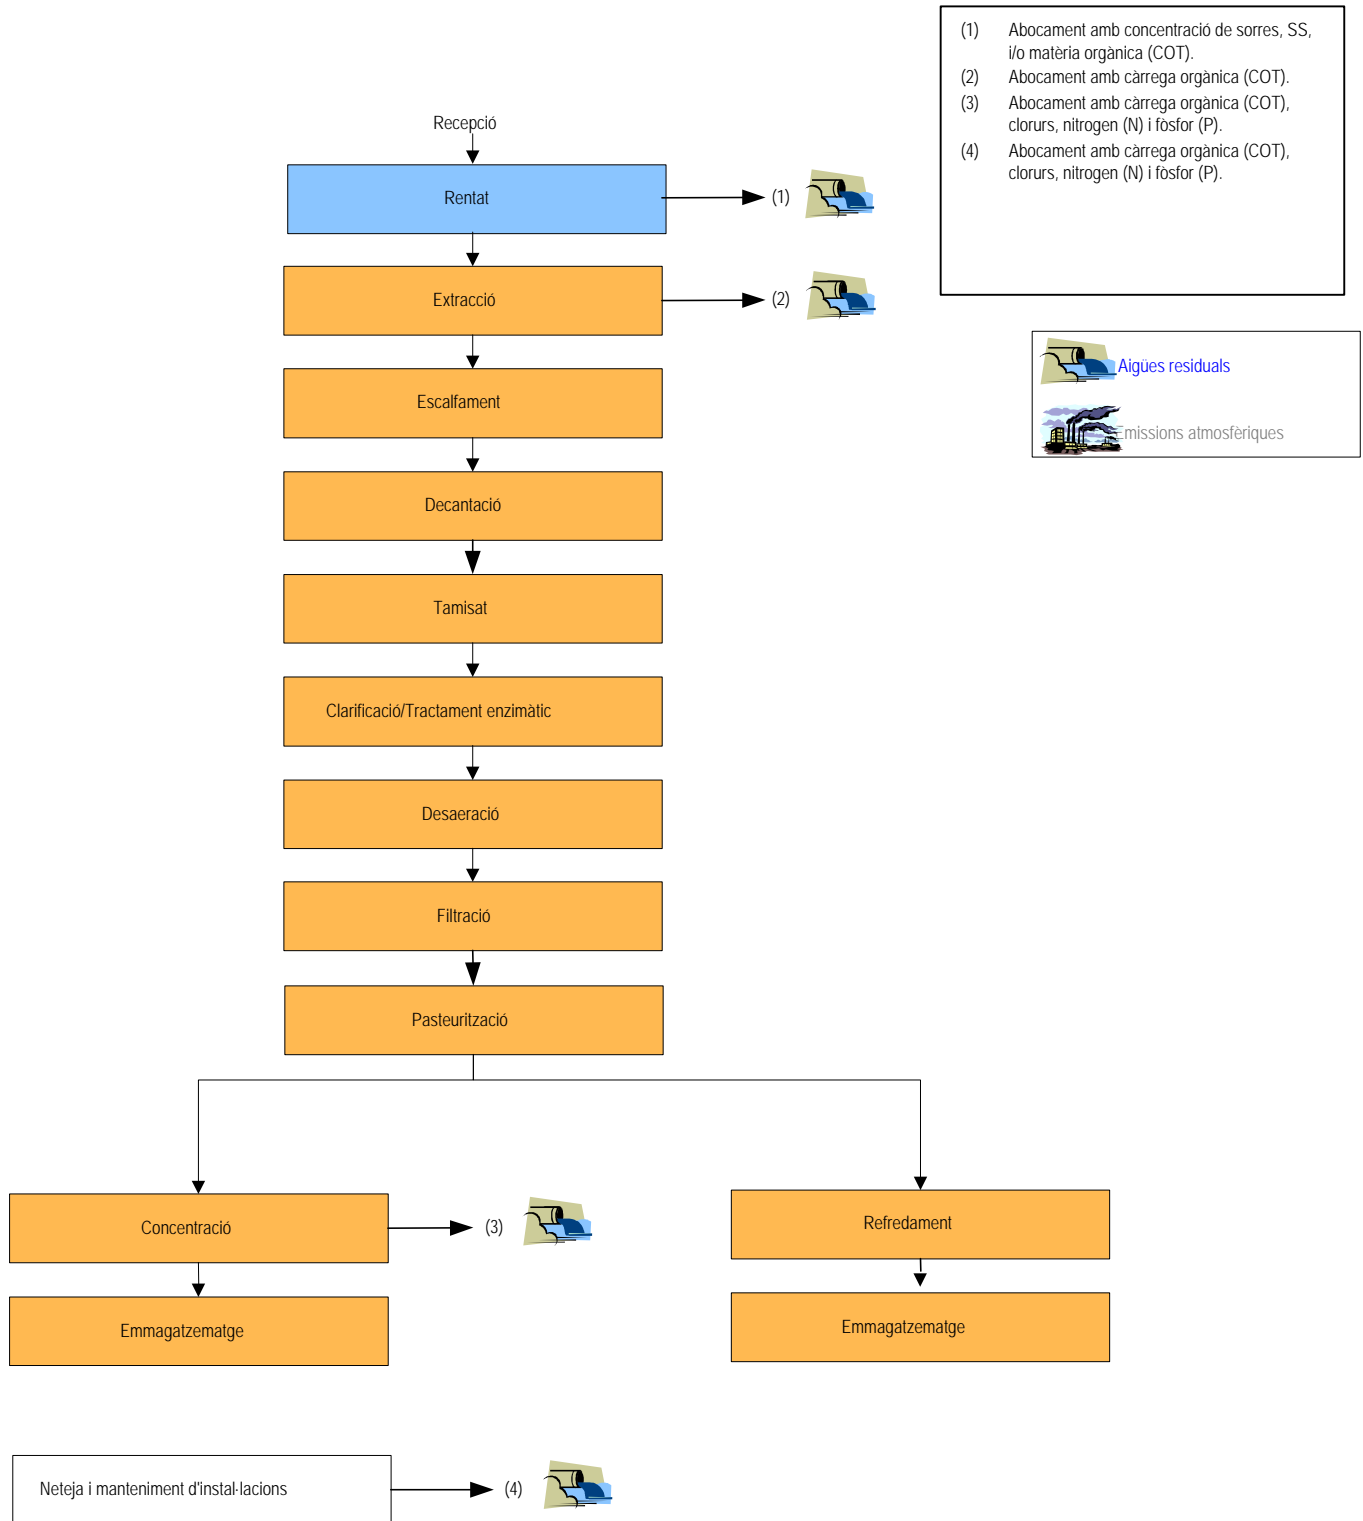 (1) Abocament amb concentració de sorres, SS,
i/o matèria orgànica (COT).
(2) Abocament amb càrrega orgànica (COT).
(3) Abocament amb càrrega orgànica (COT),
clorurs, nitrogen (N) i fòsfor (P).
(4) Abocament amb càrrega orgànica (COT),
clorurs, nitrogen (N) i fòsfor (P).
Recepció
Rentat
(1)
Extracció
(2)
Aigües residuals
Emissions atmosfèriques
Escalfament
Decantació
Tamisat
Clarificació/Tractament enzimàtic
Desaeració
Filtració
Pasteurització
Concentració
(3)
Refredament
Emmagatzematge
Emmagatzematge
Neteja i manteniment d'instal·lacions
(4)